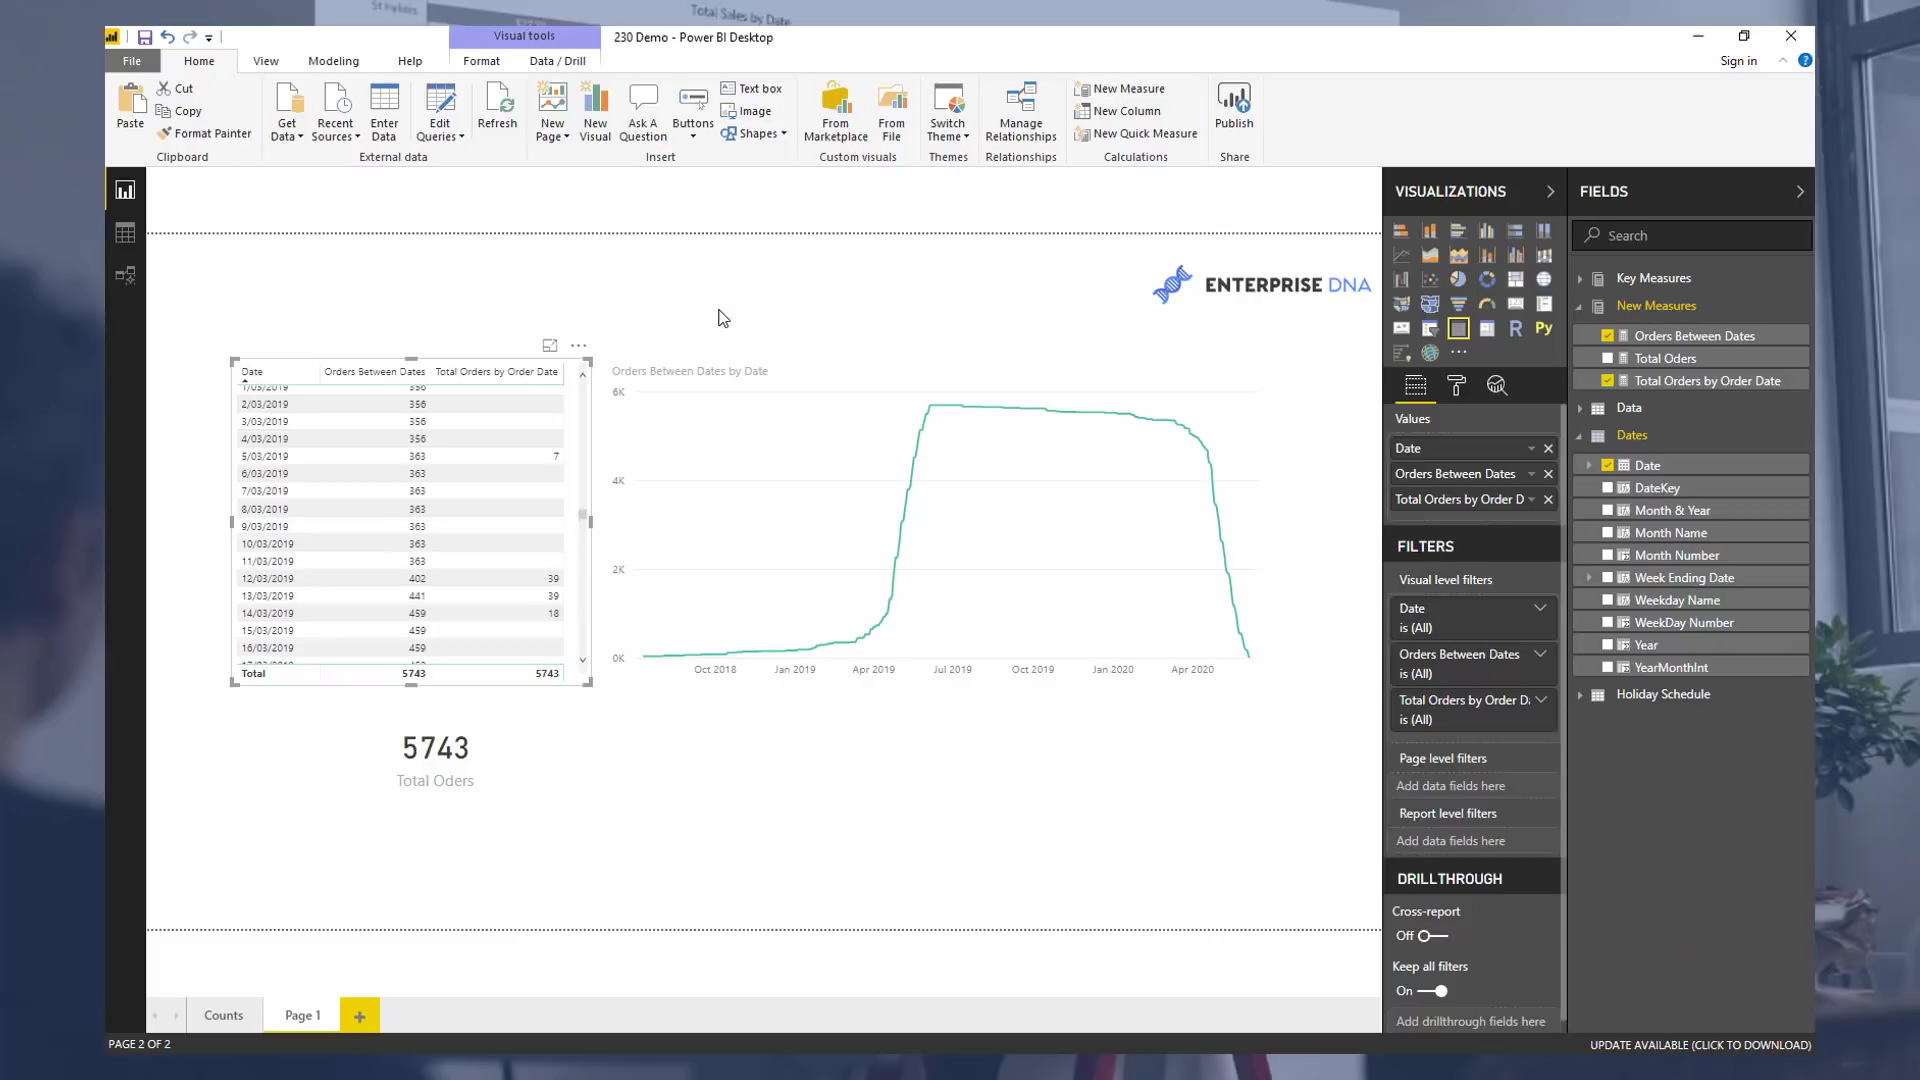 St
Total Sales by Date
Visual tools
230 Demo - Power BI Desktop
File
Home
View
Modeling
Help
Format
Data / Drill
Sign in
Paste
Cut
Copy
Format Painter
Clipboard
Get Data
Recent Sources
Enter Data
Edit Queries
External data
Refresh
New Page
New Visual
Ask A Question
Buttons
Text box
Image
Shapes
Insert
From Marketplace
From File
Custom visuals
Switch Theme
Themes
Manage Relationships
Relationships
New Measure
New Column
New Quick Measure
Calculations
Publish
Share
ENTERPRISE DNA
Date Orders Between Dates Total Orders by Order Date
1/03/2019 356
2/03/2019 356
3/03/2019 356
4/03/2019 356
5/03/2019 363 7
6/03/2019 363
7/03/2019 363
8/03/2019 363
9/03/2019 363
10/03/2019 363
11/03/2019 363
12/03/2019 402 39
13/03/2019 441 39
14/03/2019 459 18
15/03/2019 459
16/03/2019 459
17/03/2019 459
Total 5743 5743
5743
Total Oders
Orders Between Dates by Date
6K
4K
2K
0K
Oct 2018 Jan 2019 Apr 2019 Jul 2019 Oct 2019 Jan 2020 Apr 2020
VISUALIZATIONS
R
Py
Values
Date
Orders Between Dates
Total Orders by Order D
FILTERS
Visual level filters
Date
is (All)
Orders Between Dates
is (All)
Total Orders by Order D
is (All)
Page level filters
Add data fields here
Report level filters
Add data fields here
DRILLTHROUGH
Cross-report
Off
Keep all filters
On
Add drillthrough fields here
FIELDS
Search
Key Measures
New Measures
Orders Between Dates
Total Oders
Total Orders by Order Date
Data
Dates
Date
DateKey
Month & Year
Month Name
Month Number
Week Ending Date
Weekday Name
WeekDay Number
Year
YearMonthInt
Holiday Schedule
Counts
Page 1
PAGE 2 OF 2
UPDATE AVAILABLE (CLICK TO DOWNLOAD)